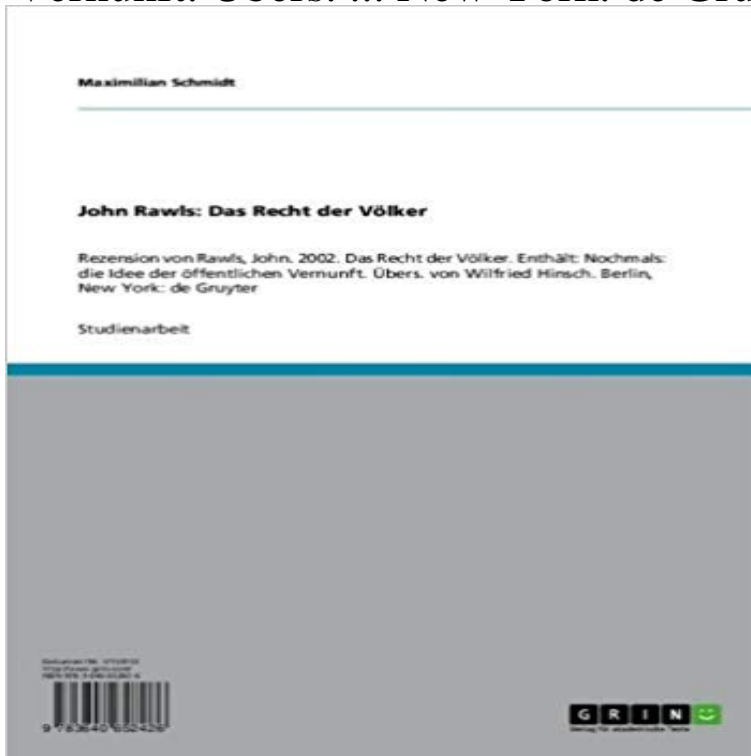 Maximilian Schmidt
John Rawls: Das Recht der Völker
Rezension von Rawls, John. 2002. Das Recht der Völker. Enthält: Nochmals:
die Idee der öffentlichen Vernunft. Übers. von Wilfried Hinsch. Berlin,
New York: de Gruyter
Studienarbeit
GRIN